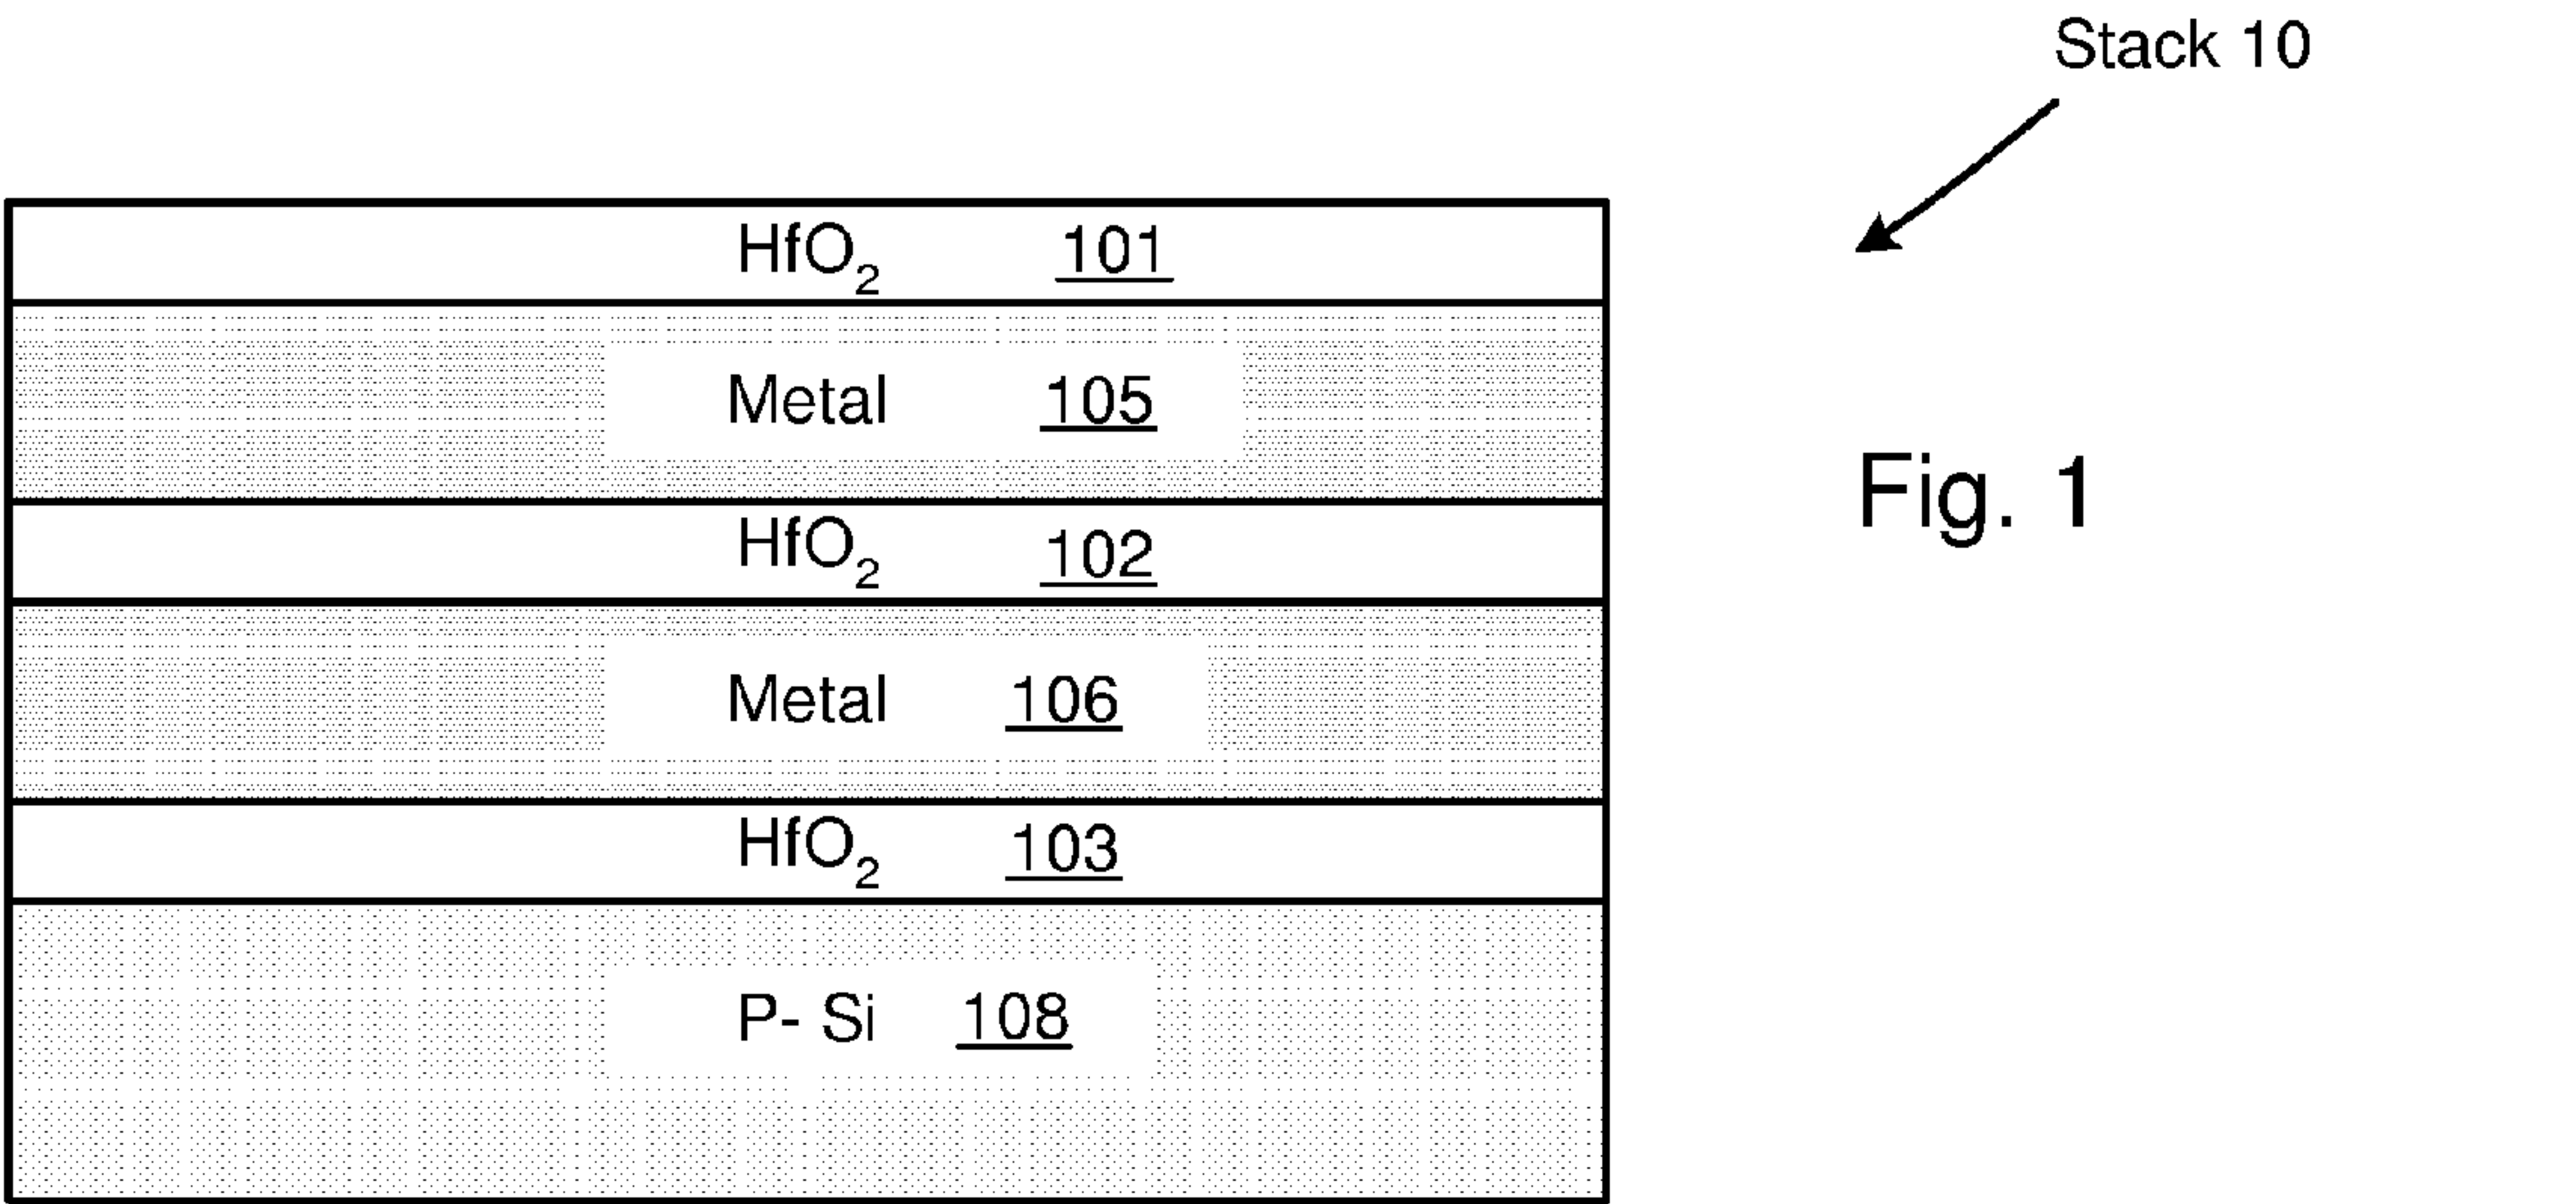 Stack 10
HfO₂ 101
Metal 105
Fig. 1
HfO₂ 102
Metal 106
HfO₂ 103
P- Si 108